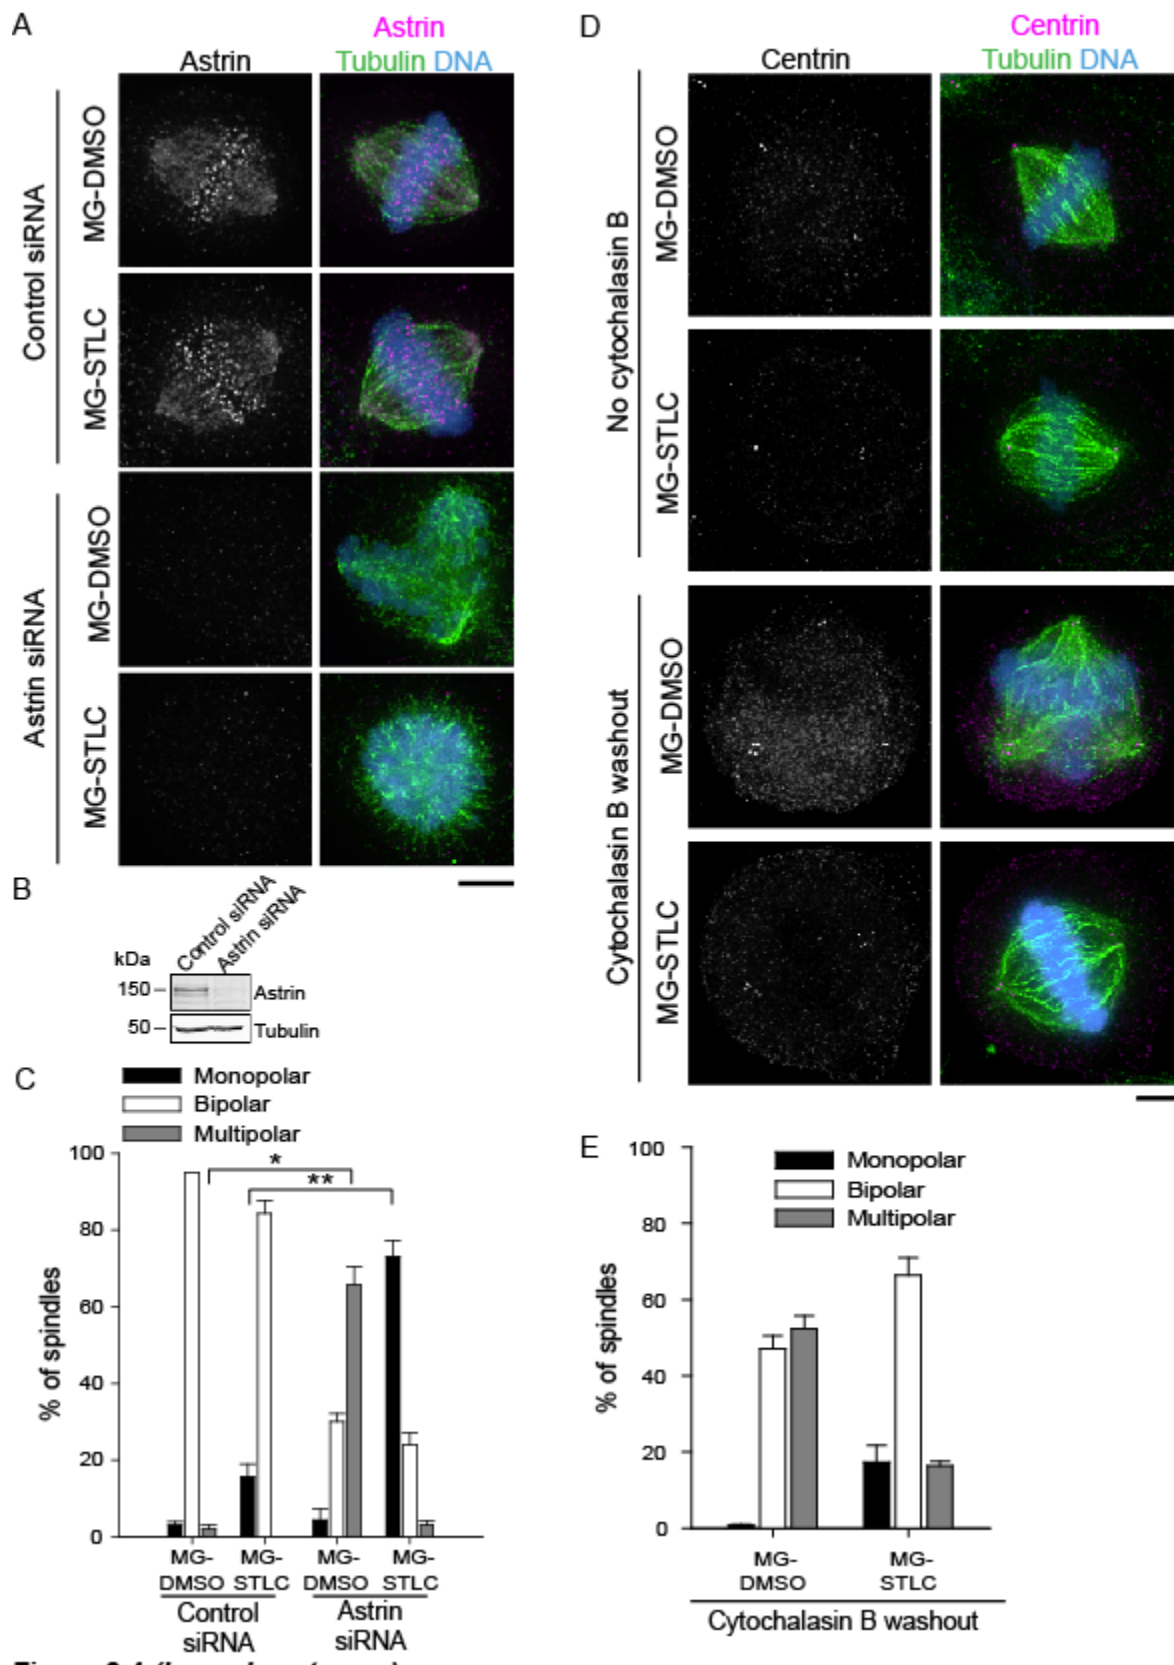 A
Astrin
Astrin
Tubulin DNA
Control siRNA
MG-DMSO
MG-STLC
Astrin siRNA
MG-DMSO
MG-STLC
B
Control siRNA
Astrin siRNA
kDa
150
Astrin
50
Tubulin
C
Monopolar
Bipolar
Multipolar
100
80
60
40
20
0
% of spindles
*
**
MG-
DMSO
MG-
STLC
MG-
DMSO
MG-
STLC
Control
siRNA
Astrin
siRNA
D
Centrin
Centrin
Tubulin DNA
No cytochalasin B
MG-DMSO
MG-STLC
Cytochalasin B washout
MG-DMSO
MG-STLC
E
Monopolar
Bipolar
Multipolar
100
80
60
40
20
0
% of spindles
MG-
DMSO
MG-
STLC
Cytochalasin B washout